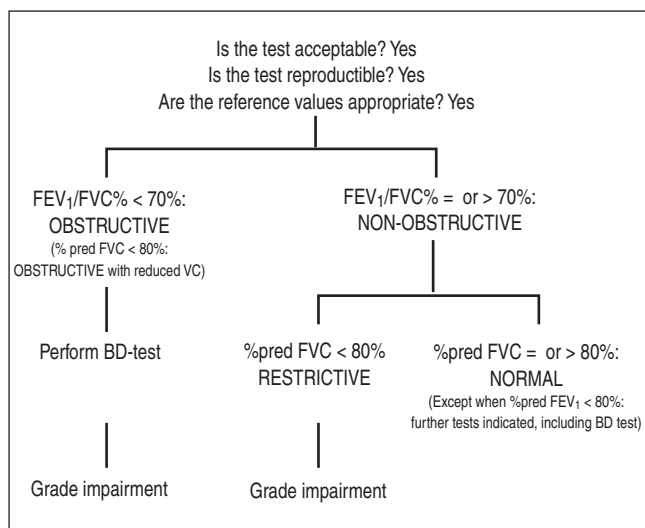 Is the test acceptable? Yes
Is the test reproductible? Yes
Are the reference values appropriate? Yes
FEV₁/FVC% < 70%:
OBSTRUCTIVE
(% pred FVC < 80%:
OBSTRUCTIVE with reduced VC)
FEV₁/FVC% = or > 70%:
NON-OBSTRUCTIVE
Perform BD-test
%pred FVC < 80%
RESTRICTIVE
%pred FVC = or > 80%:
NORMAL
(Except when %pred FEV₁ < 80%:
further tests indicated, including BD test)
Grade impairment
Grade impairment